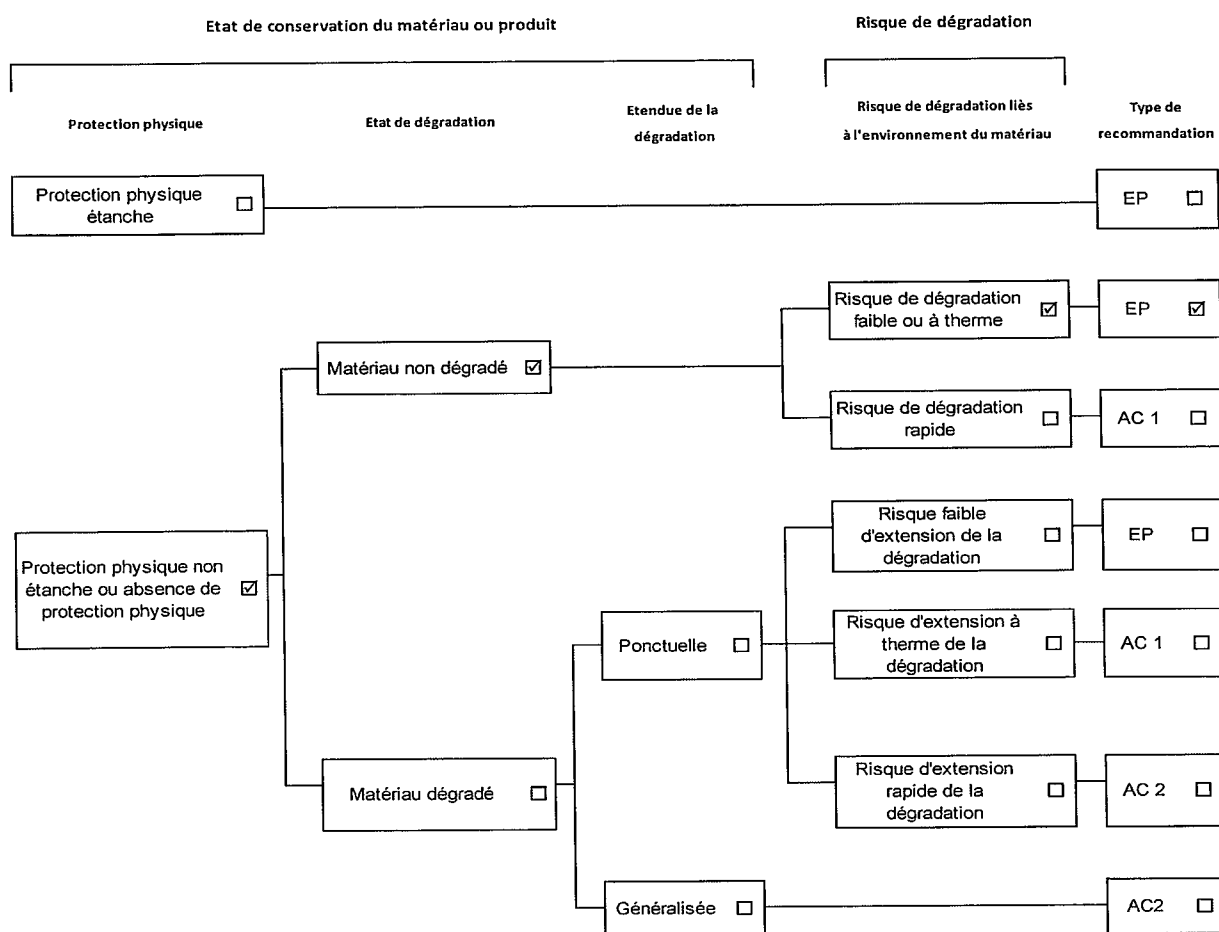 Etat de conservation du matériau ou produit
Risque de dégradation
Protection physique
Etat de dégradation
Etendue de la
dégradation
Risque de dégradation liès
à l'environnement du matériau
Type de
recommandation
Protection physique
étanche
EP
Risque de dégradation
faible ou à therme
EP
Matériau non dégradé
Risque de dégradation
rapide
AC 1
Protection physique non
étanche ou absence de
protection physique
Risque faible
d'extension de la
dégradation
EP
Ponctuelle
Risque d'extension à
therme de la
dégradation
AC 1
Matériau dégradé
Risque d'extension
rapide de la
dégradation
AC 2
Généralisée
AC2